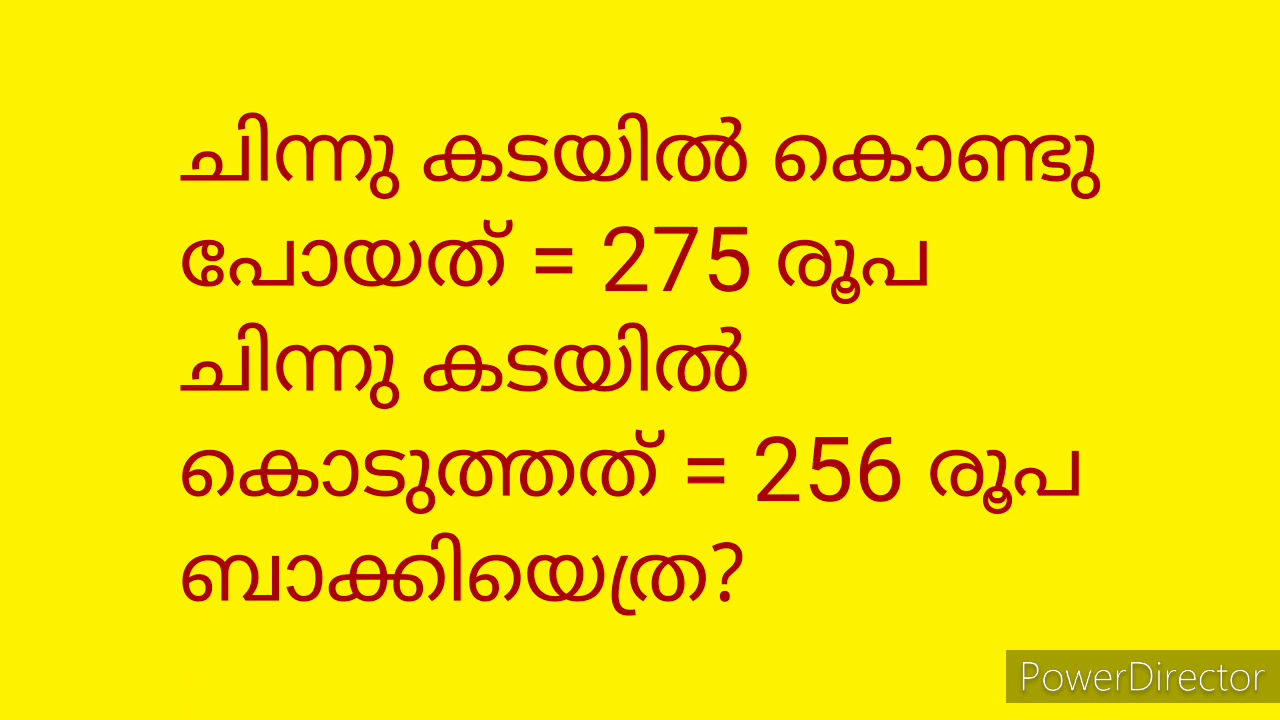 ചിന്നു കടയിൽ കൊണ്ടു
പോയത് = 275 രൂപ
ചിന്നു കടയിൽ
കൊടുത്തത് = 256 രൂപ
ബാക്കിയെത്ര?
PowerDirector